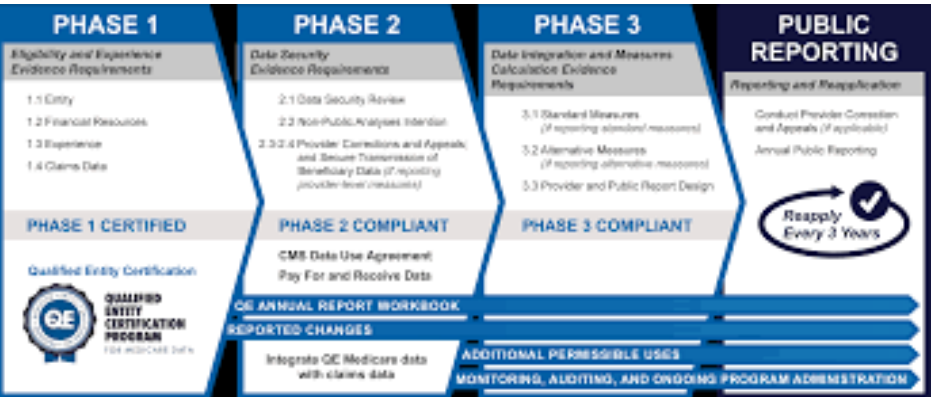 PHASE 1
Eligibility and Experience
Evidence Requirements
1.1 Entity
1.2 Financial Resources
1.3 Experience
1.4 Claims Data
PHASE 1 CERTIFIED
Qualified Entity Certification
QE
QUALIFIED
ENTITY
CERTIFICATION
PROGRAM
FOR MEDICARE DATA
PHASE 2
Data Security
Evidence Requirements
2.1 Data Security Review
2.2 Non-Public Analyses Intention
2.3/2.4 Provider Corrections and Appeals;
and Secure Transmission of
Beneficiary Data (if reporting
provider-level measures)
PHASE 2 COMPLIANT
CMS Data Use Agreement
Pay For and Receive Data
PHASE 3
Data Integration and Measures
Calculation Evidence
Requirements
3.1 Standard Measures
(if reporting standard measures)
3.2 Alternative Measures
(if reporting alternative measures)
3.3 Provider and Public Report Design
PHASE 3 COMPLIANT
PUBLIC
REPORTING
Reporting and Reapplication
Conduct Provider Correction
and Appeals (if applicable)
Annual Public Reporting
Reapply
Every 3 Years
QE ANNUAL REPORT WORKBOOK
REPORTED CHANGES
Integrate QE Medicare data
with claims data
ADDITIONAL PERMISSIBLE USES
MONITORING, AUDITING, AND ONGOING PROGRAM ADMINISTRATION